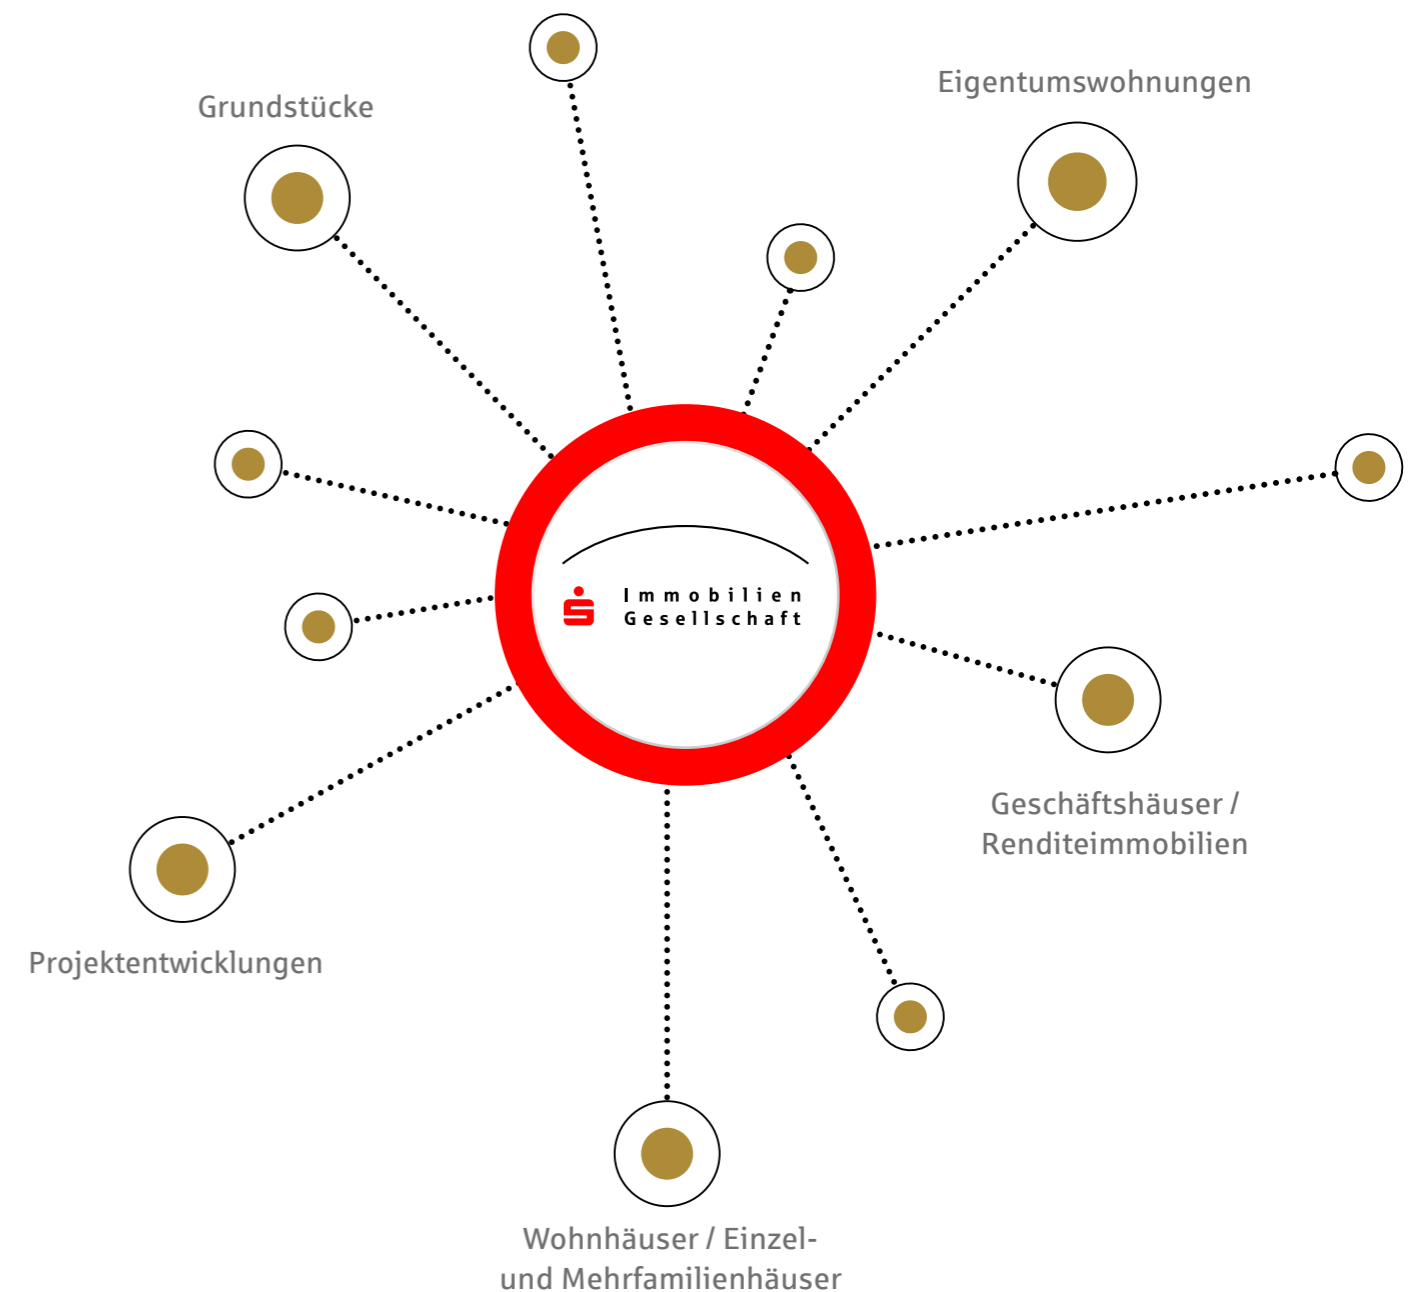 Eigentumswohnungen
Grundstücke
Immobilien
Gesellschaft
Geschäftshäuser /
Renditeimmobilien
Projektentwicklungen
Wohnhäuser / Einzel-
und Mehrfamilienhäuser